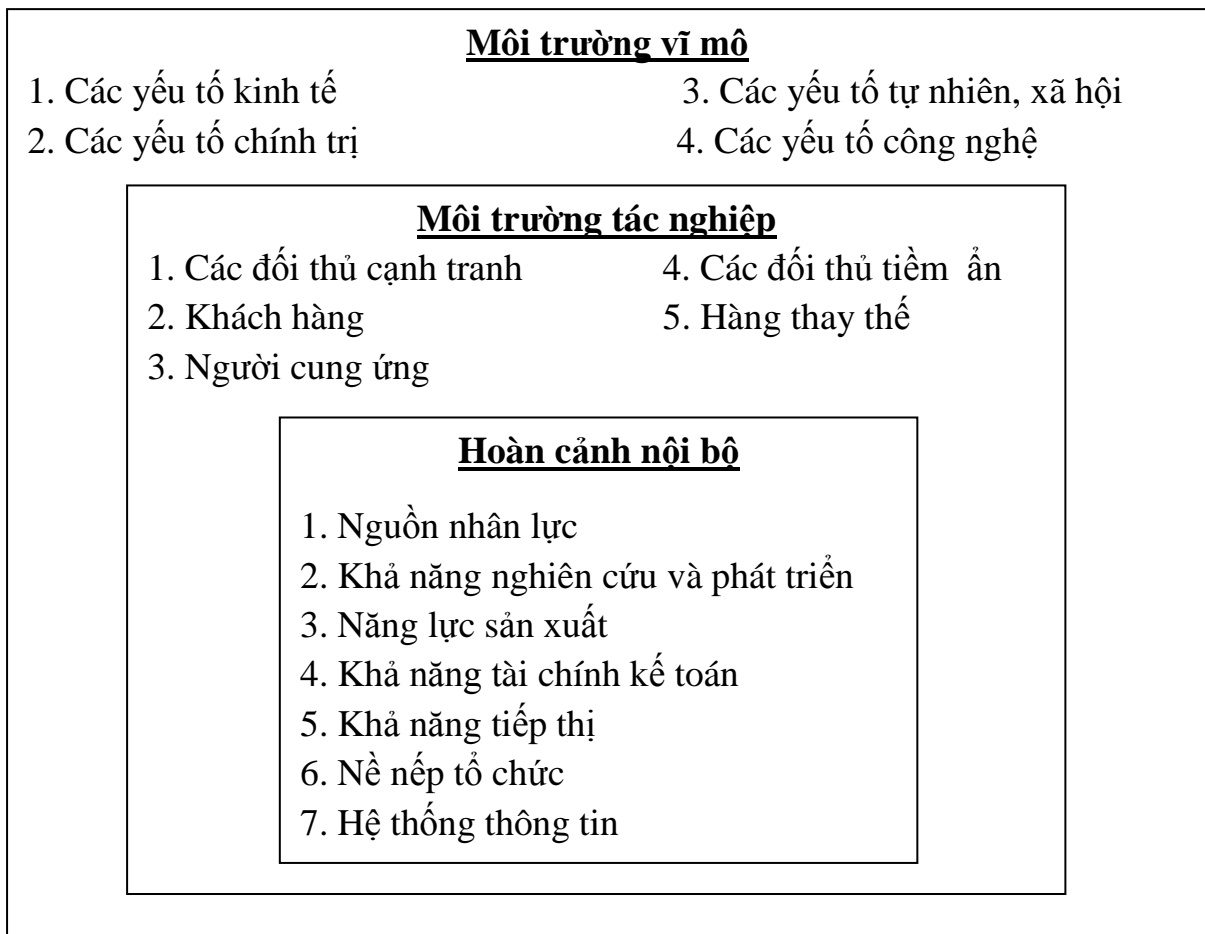 Môi trường vĩ mô
1. Các yếu tố kinh tế 3. Các yếu tố tự nhiên, xã hội
2. Các yếu tố chính trị 4. Các yếu tố công nghệ
Môi trường tác nghiệp
1. Các đối thủ cạnh tranh 4. Các đối thủ tiềm ẩn
2. Khách hàng 5. Hàng thay thế
3. Người cung ứng
Hoàn cảnh nội bộ
1. Nguồn nhân lực
2. Khả năng nghiên cứu và phát triển
3. Năng lực sản xuất
4. Khả năng tài chính kế toán
5. Khả năng tiếp thị
6. Nề nếp tổ chức
7. Hệ thống thông tin